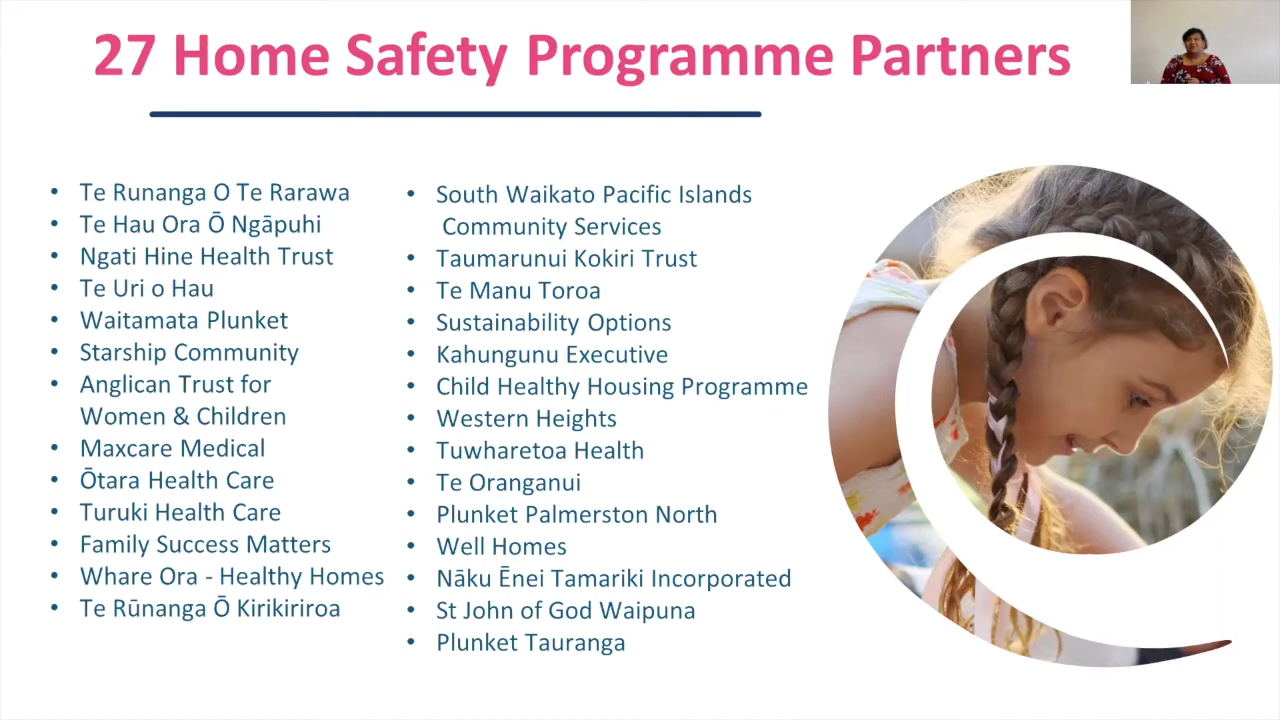 27 Home Safety Programme Partners
• Te Runanga O Te Rarawa
• Te Hau Ora Ō Ngāpuhi
• Ngati Hine Health Trust
• Te Uri o Hau
• Waitamata Plunket
• Starship Community
• Anglican Trust for
Women & Children
• Maxcare Medical
• Ōtara Health Care
• Turuki Health Care
• Family Success Matters
• Whare Ora - Healthy Homes
• Te Rūnanga Ō Kirikiriroa
• South Waikato Pacific Islands
Community Services
• Taumarunui Kokiri Trust
• Te Manu Toroa
• Sustainability Options
• Kahungunu Executive
• Child Healthy Housing Programme
• Western Heights
• Tuwharetoa Health
• Te Oranganui
• Plunket Palmerston North
• Well Homes
• Nāku Ēnei Tamariki Incorporated
• St John of God Waipuna
• Plunket Tauranga